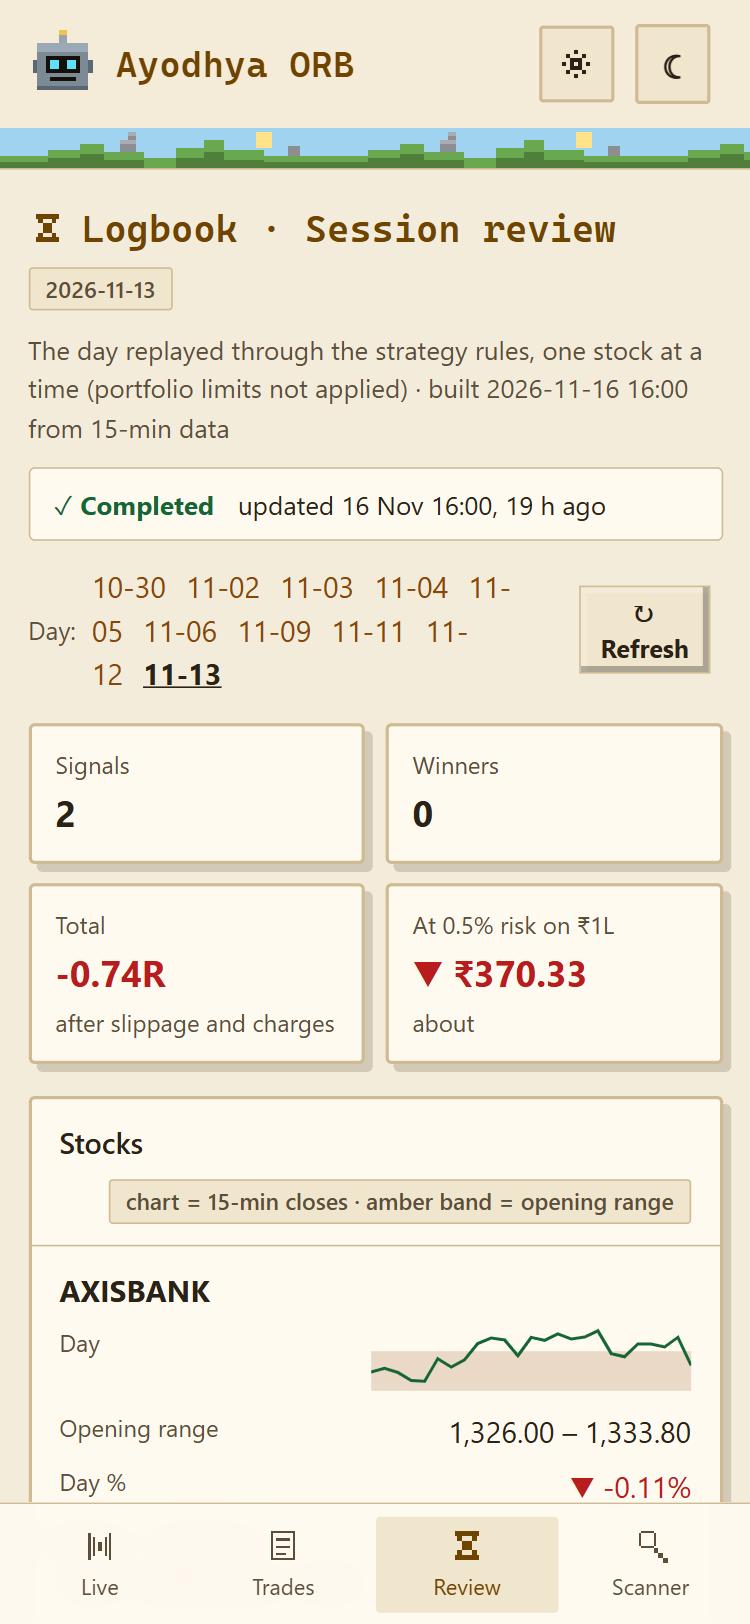 Ayodhya ORB
Logbook · Session review
2026-11-13
The day replayed through the strategy rules, one stock at a
time (portfolio limits not applied) · built 2026-11-16 16:00
from 15-min data
✓ Completed updated 16 Nov 16:00, 19 h ago
Day:
10-30 11-02 11-03 11-04 11-
05 11-06 11-09 11-11 11-
12 11-13
↻
Refresh
Signals
2
Winners
0
Total
-0.74R
after slippage and charges
At 0.5% risk on ₹1L
▼ ₹370.33
about
Stocks
chart = 15-min closes · amber band = opening range
AXISBANK
Day
Opening range 1,326.00 – 1,333.80
Day % ▼ -0.11%
Live
Trades
Review
Scanner